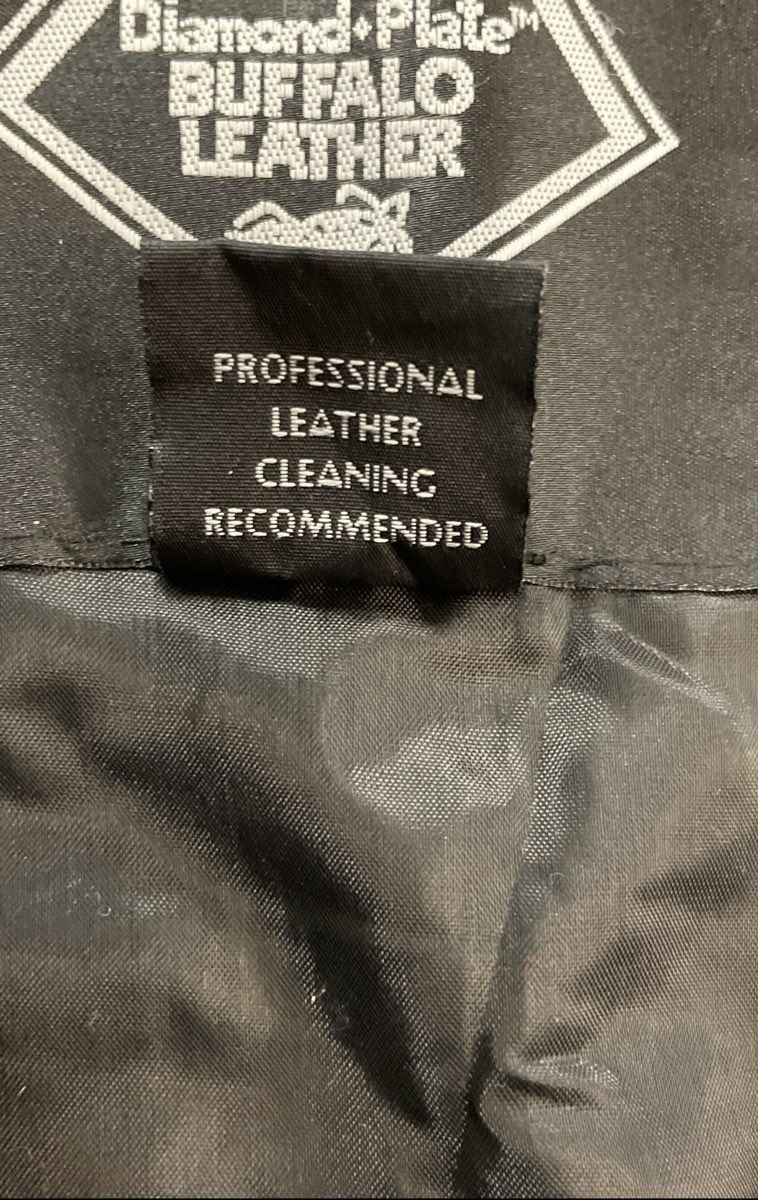 Diamond•Plate™
BUFFALO
LEATHER
PROFESSIONAL
LEATHER
CLEANING
RECOMMENDED